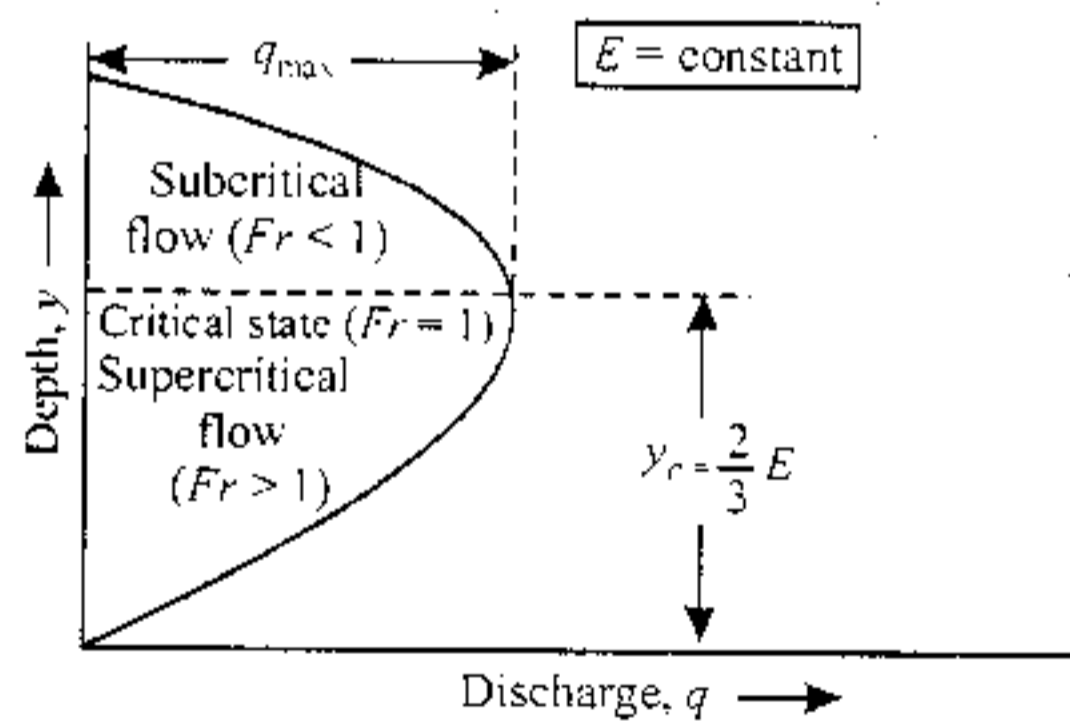 q_max
E = constant
Subcritical
flow (Fr < 1)
Critical state (Fr = 1)
Supercritical
flow
(Fr > 1)
Depth, y
y_c = 2/3 E
Discharge, q